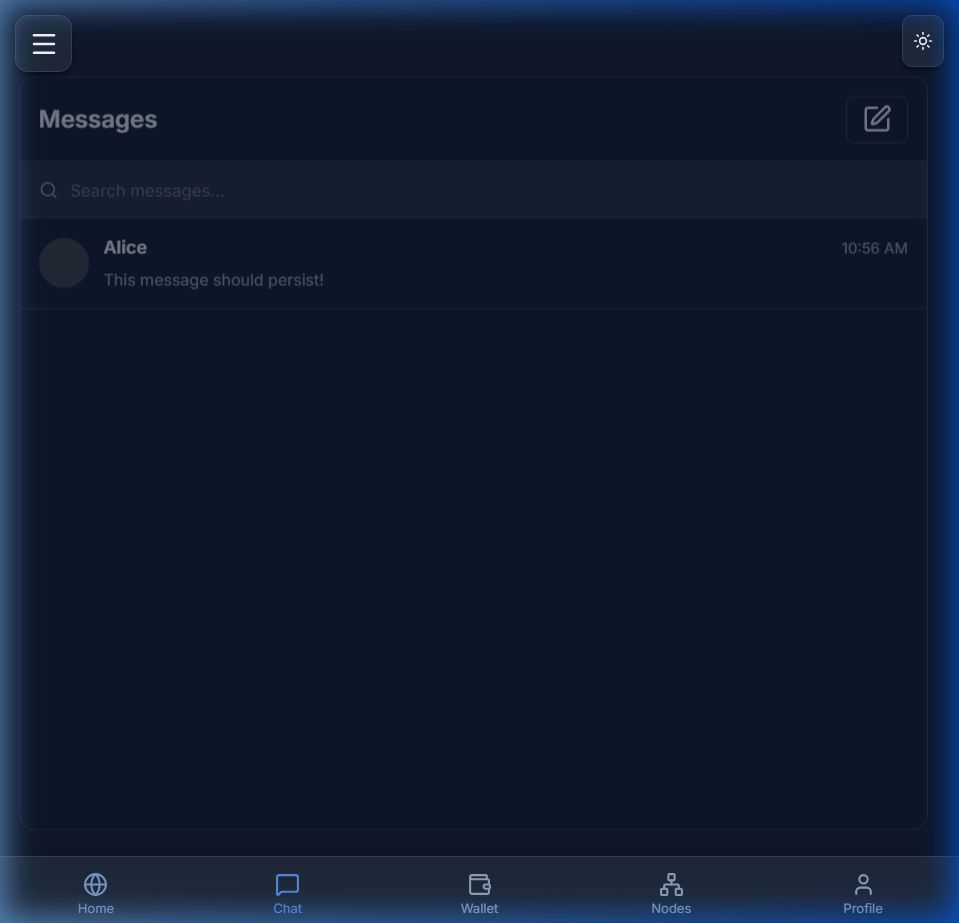 Messages
Search messages...
Alice
10:56 AM
This message should persist!
Home
Chat
Wallet
Nodes
Profile